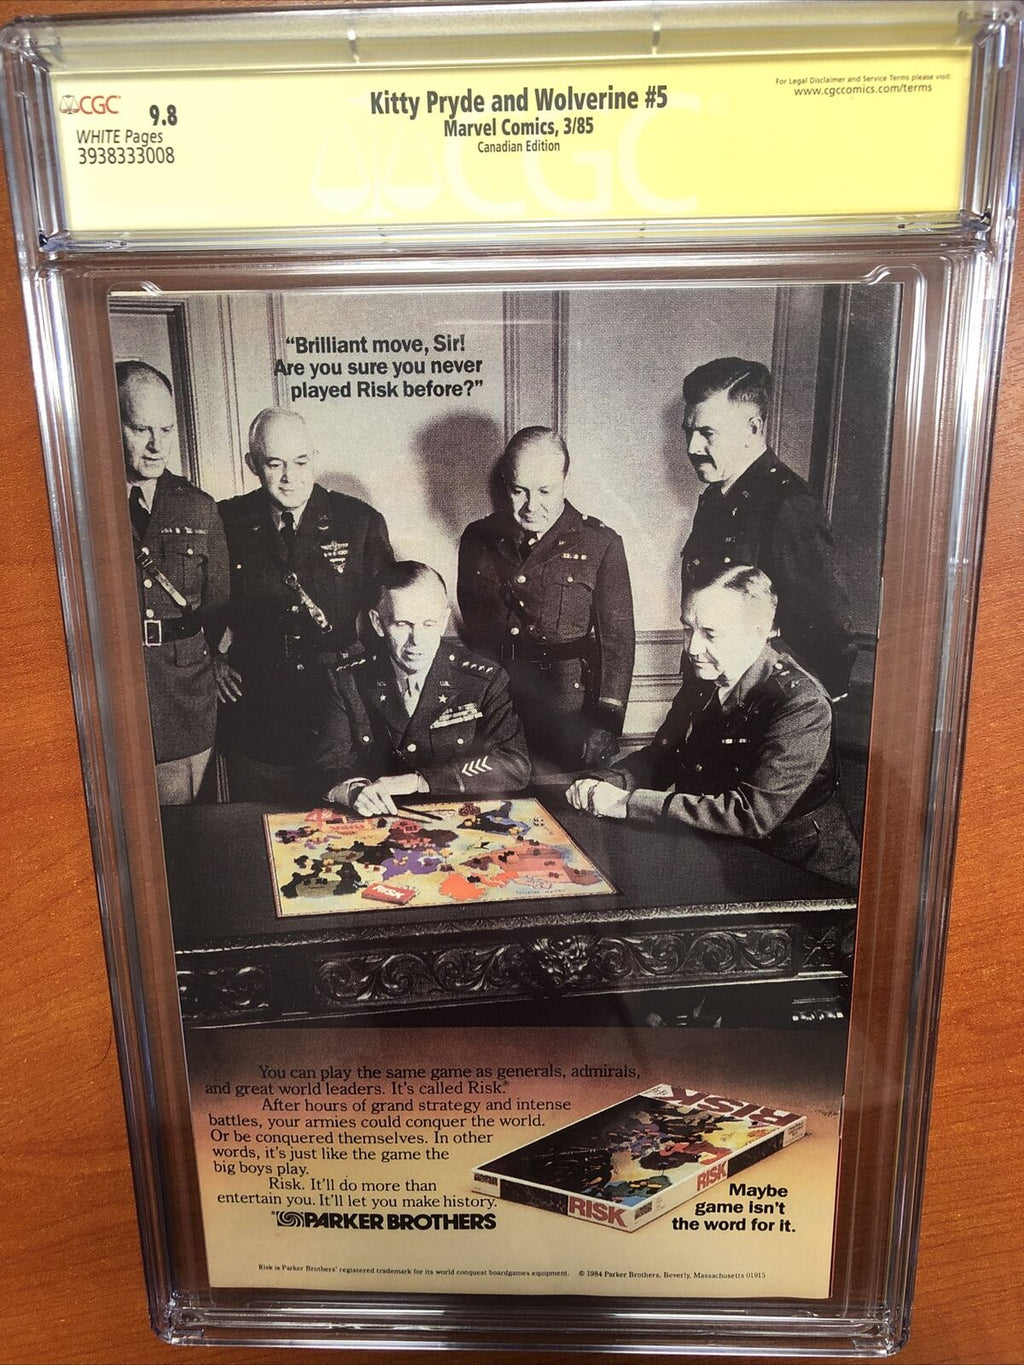 CGC
9.8
WHITE Pages
3938333008
Kitty Pryde and Wolverine #5
Marvel Comics, 3/85
Canadian Edition
For Legal Disclaimer and Service Terms please visit:
www.cgccomics.com/terms
CGC
"Brilliant move, Sir!
Are you sure you never
played Risk before?"
RISK
You can play the same game as generals, admirals,
and great world leaders. It's called Risk.®
After hours of grand strategy and intense
battles, your armies could conquer the world.
Or be conquered themselves. In other
words, it's just like the game the
big boys play.
Risk. It'll do more than
entertain you. It'll let you make history.
PARKER BROTHERS
RISK
RISK
RISK
Maybe
game isn't
the word for it.
Risk is Parker Brothers' registered trademark for its world conquest boardgames equipment. © 1984 Parker Brothers, Beverly, Massachusetts 01915